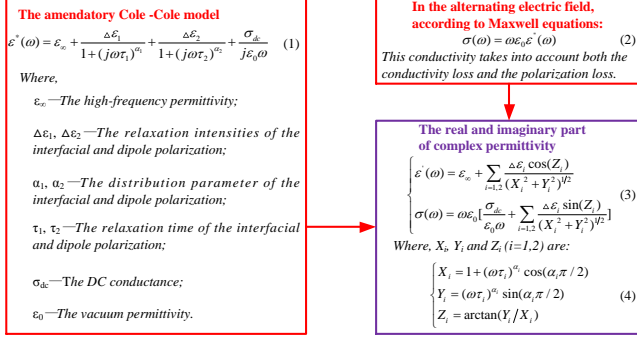 The amendatory Cole -Cole model
ε*(ω) = ε∞ + △ε₁/(1+(jωτ₁)^α₁) + △ε₂/(1+(jωτ₂)^α₂) + σdc/(jε₀ω) (1)
Where,
ε∞—The high-frequency permittivity;
Δε₁, Δε₂—The relaxation intensities of the
interfacial and dipole polarization;
α₁, α₂—The distribution parameter of the
interfacial and dipole polarization;
τ₁, τ₂—The relaxation time of the interfacial
and dipole polarization;
σdc—The DC conductance;
ε₀—The vacuum permittivity.
In the alternating electric field,
according to Maxwell equations:
σ(ω) = ωε₀ε''(ω) (2)
This conductivity takes into account both the
conductivity loss and the polarization loss.
The real and imaginary part
of complex permittivity
ε'(ω) = ε∞ + ∑i=1,2 △εi cos(Zi)/(Xi² + Yi²)^1/2
(3)
σ(ω) = ωε₀[σdc/(ε₀ω) + ∑i=1,2 △εi sin(Zi)/(Xi² + Yi²)^1/2]
Where, Xi, Yi and Zi (i=1,2) are:
Xi = 1+(ωτi)^αi cos(αiπ/2)
Yi = (ωτi)^αi sin(αiπ/2) (4)
Zi = arctan(Yi/Xi)